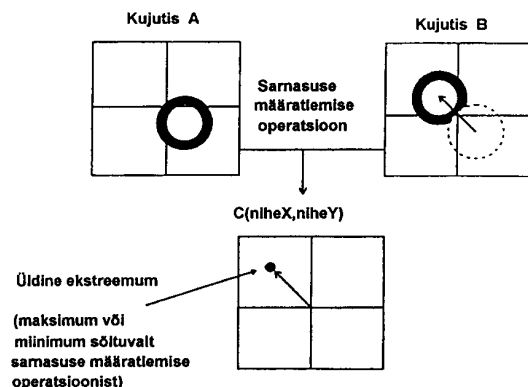 Kujutis A
Kujutis B
Sarnasuse
määratlemise
operatsioon
C(niheX,niheY)
Üldine ekstreemum
(maksimum või
miinimum sõltuvalt
sarnasuse määratlemise
operatsioonist)